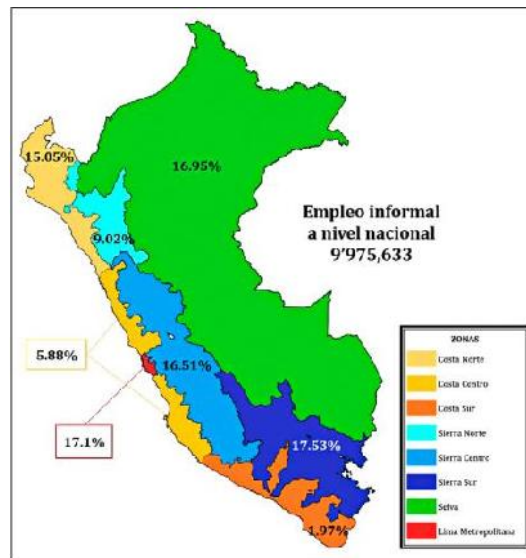 15.05%
16.95%
9.02%
Empleo informal
a nivel nacional
9'975,633
5.88%
16.51%
17.1%
17.53%
1.97%
ZONAS
Costa Norte
Costa Centro
Costa Sur
Sierra Norte
Sierra Centro
Sierra Sur
Selva
Lima Metropolitana